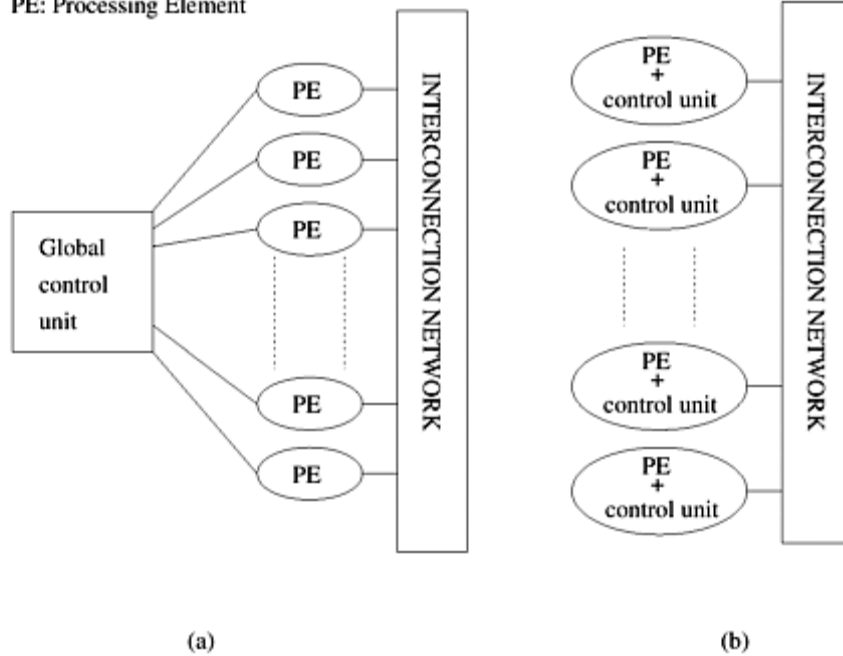 PE: Processing Element
PE
PE
PE
Global
control
unit
PE
PE
INTERCONNECTION NETWORK
(a)
PE
+
control unit
PE
+
control unit
PE
+
control unit
PE
+
control unit
INTERCONNECTION NETWORK
(b)